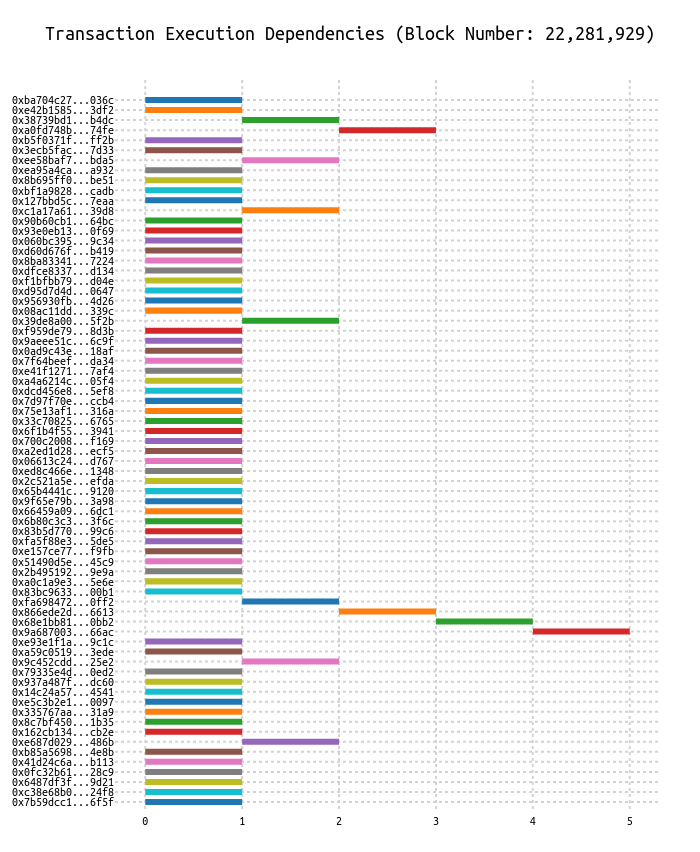 Transaction Execution Dependencies (Block Number: 22,281,929)
0xba704c27...036c
0xe42b1585...3df2
0x38739bd1...b4dc
0xa0fd748b...74fe
0xb5f0371f...ff2b
0x3ecb5fac...7d33
0xee58baf7...bda5
0xea95a4ca...a932
0x8b695ff0...be51
0xbf1a9828...cadb
0x127bbd5c...7eaa
0xc1a17a61...39d8
0x90b60cb1...64bc
0x93e0eb13...0f69
0x060bc395...9c34
0xd60d676f...b419
0x8ba83341...7224
0xdfce8337...d134
0xf1bfbb79...d04e
0xd95d7d4d...0647
0x956930fb...4d26
0x08ac11dd...339c
0x39de8a00...5f2b
0xf959de79...8d3b
0x9aeee51c...6c9f
0x0ad9c43e...18af
0x7f64beef...da34
0xe41f1271...7af4
0xa4a6214c...05f4
0xdcd456e8...5ef8
0x7d97f70e...ccb4
0x75e13af1...316a
0x33c70825...6765
0x6f1b4f55...3941
0x700c2008...f169
0xa2ed1d28...ecf5
0x06613c24...d767
0xed8c466e...1348
0x2c521a5e...efda
0x65b4441c...9120
0x9f65e79b...3a98
0x66459a09...6dc1
0x6b80c3c3...3f6c
0x83b5d770...99c6
0xfa5f88e3...5de5
0xe157ce77...f9fb
0x51490d5e...45c9
0x2b495192...9e9a
0xa0c1a9e3...5e6e
0x83bc9633...00b1
0xfa698472...0ff2
0x866ede2d...6613
0x68e1bb81...0bb2
0x9a687003...66ac
0xe93e1f1a...9c1c
0xa59c0519...3ede
0x9c452cdd...25e2
0x79335e4d...0ed2
0x937a487f...dc60
0x14c24a57...4541
0xe5c3b2e1...0097
0x335767aa...31a9
0x8c7bf450...1b35
0x162cb134...cb2e
0xe687d029...486b
0xb85a5698...4e8b
0x41d24c6a...b113
0x0fc32b61...28c9
0x6487df3f...9d21
0xc38e68b0...24f8
0x7b59dcc1...6f5f
0 1 2 3 4 5